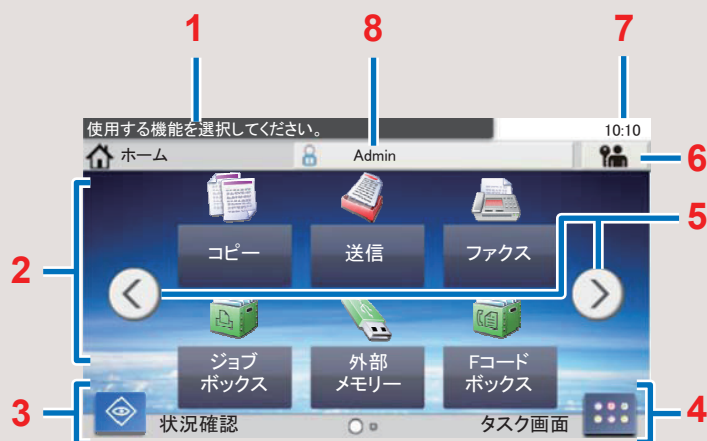 1
8
7
使用する機能を選択してください。
10:10
ホーム
Admin
6
5
2
コピー
送信
ファクス
ジョブ
ボックス
外部
メモリー
Fコード
ボックス
3
状況確認
タスク画面
4